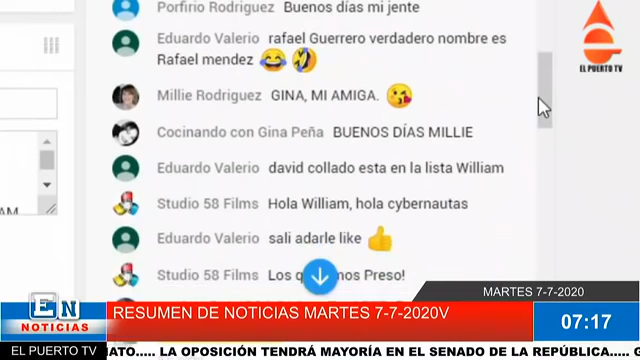 Porfirio Rodriguez Buenos días mi jente
Eduardo Valerio rafael Guerrero verdadero nombre es
Rafael mendez 😂 🤣
Millie Rodriguez GINA, MI AMIGA. 😘
Cocinando con Gina Peña BUENOS DÍAS MILLIE
Eduardo Valerio david collado esta en la lista William
Studio 58 Films Hola William, hola cybernautas
Eduardo Valerio sali adarle like 👍
Studio 58 Films Los q mos Preso!
EL PUERTO TV
MARTES 7-7-2020
EN
NOTICIAS
RESUMEN DE NOTICIAS MARTES 7-7-2020V
07:17
EL PUERTO TV
MATO..... LA OPOSICIÓN TENDRÁ MAYORÍA EN EL SENADO DE LA REPÚBLICA.....